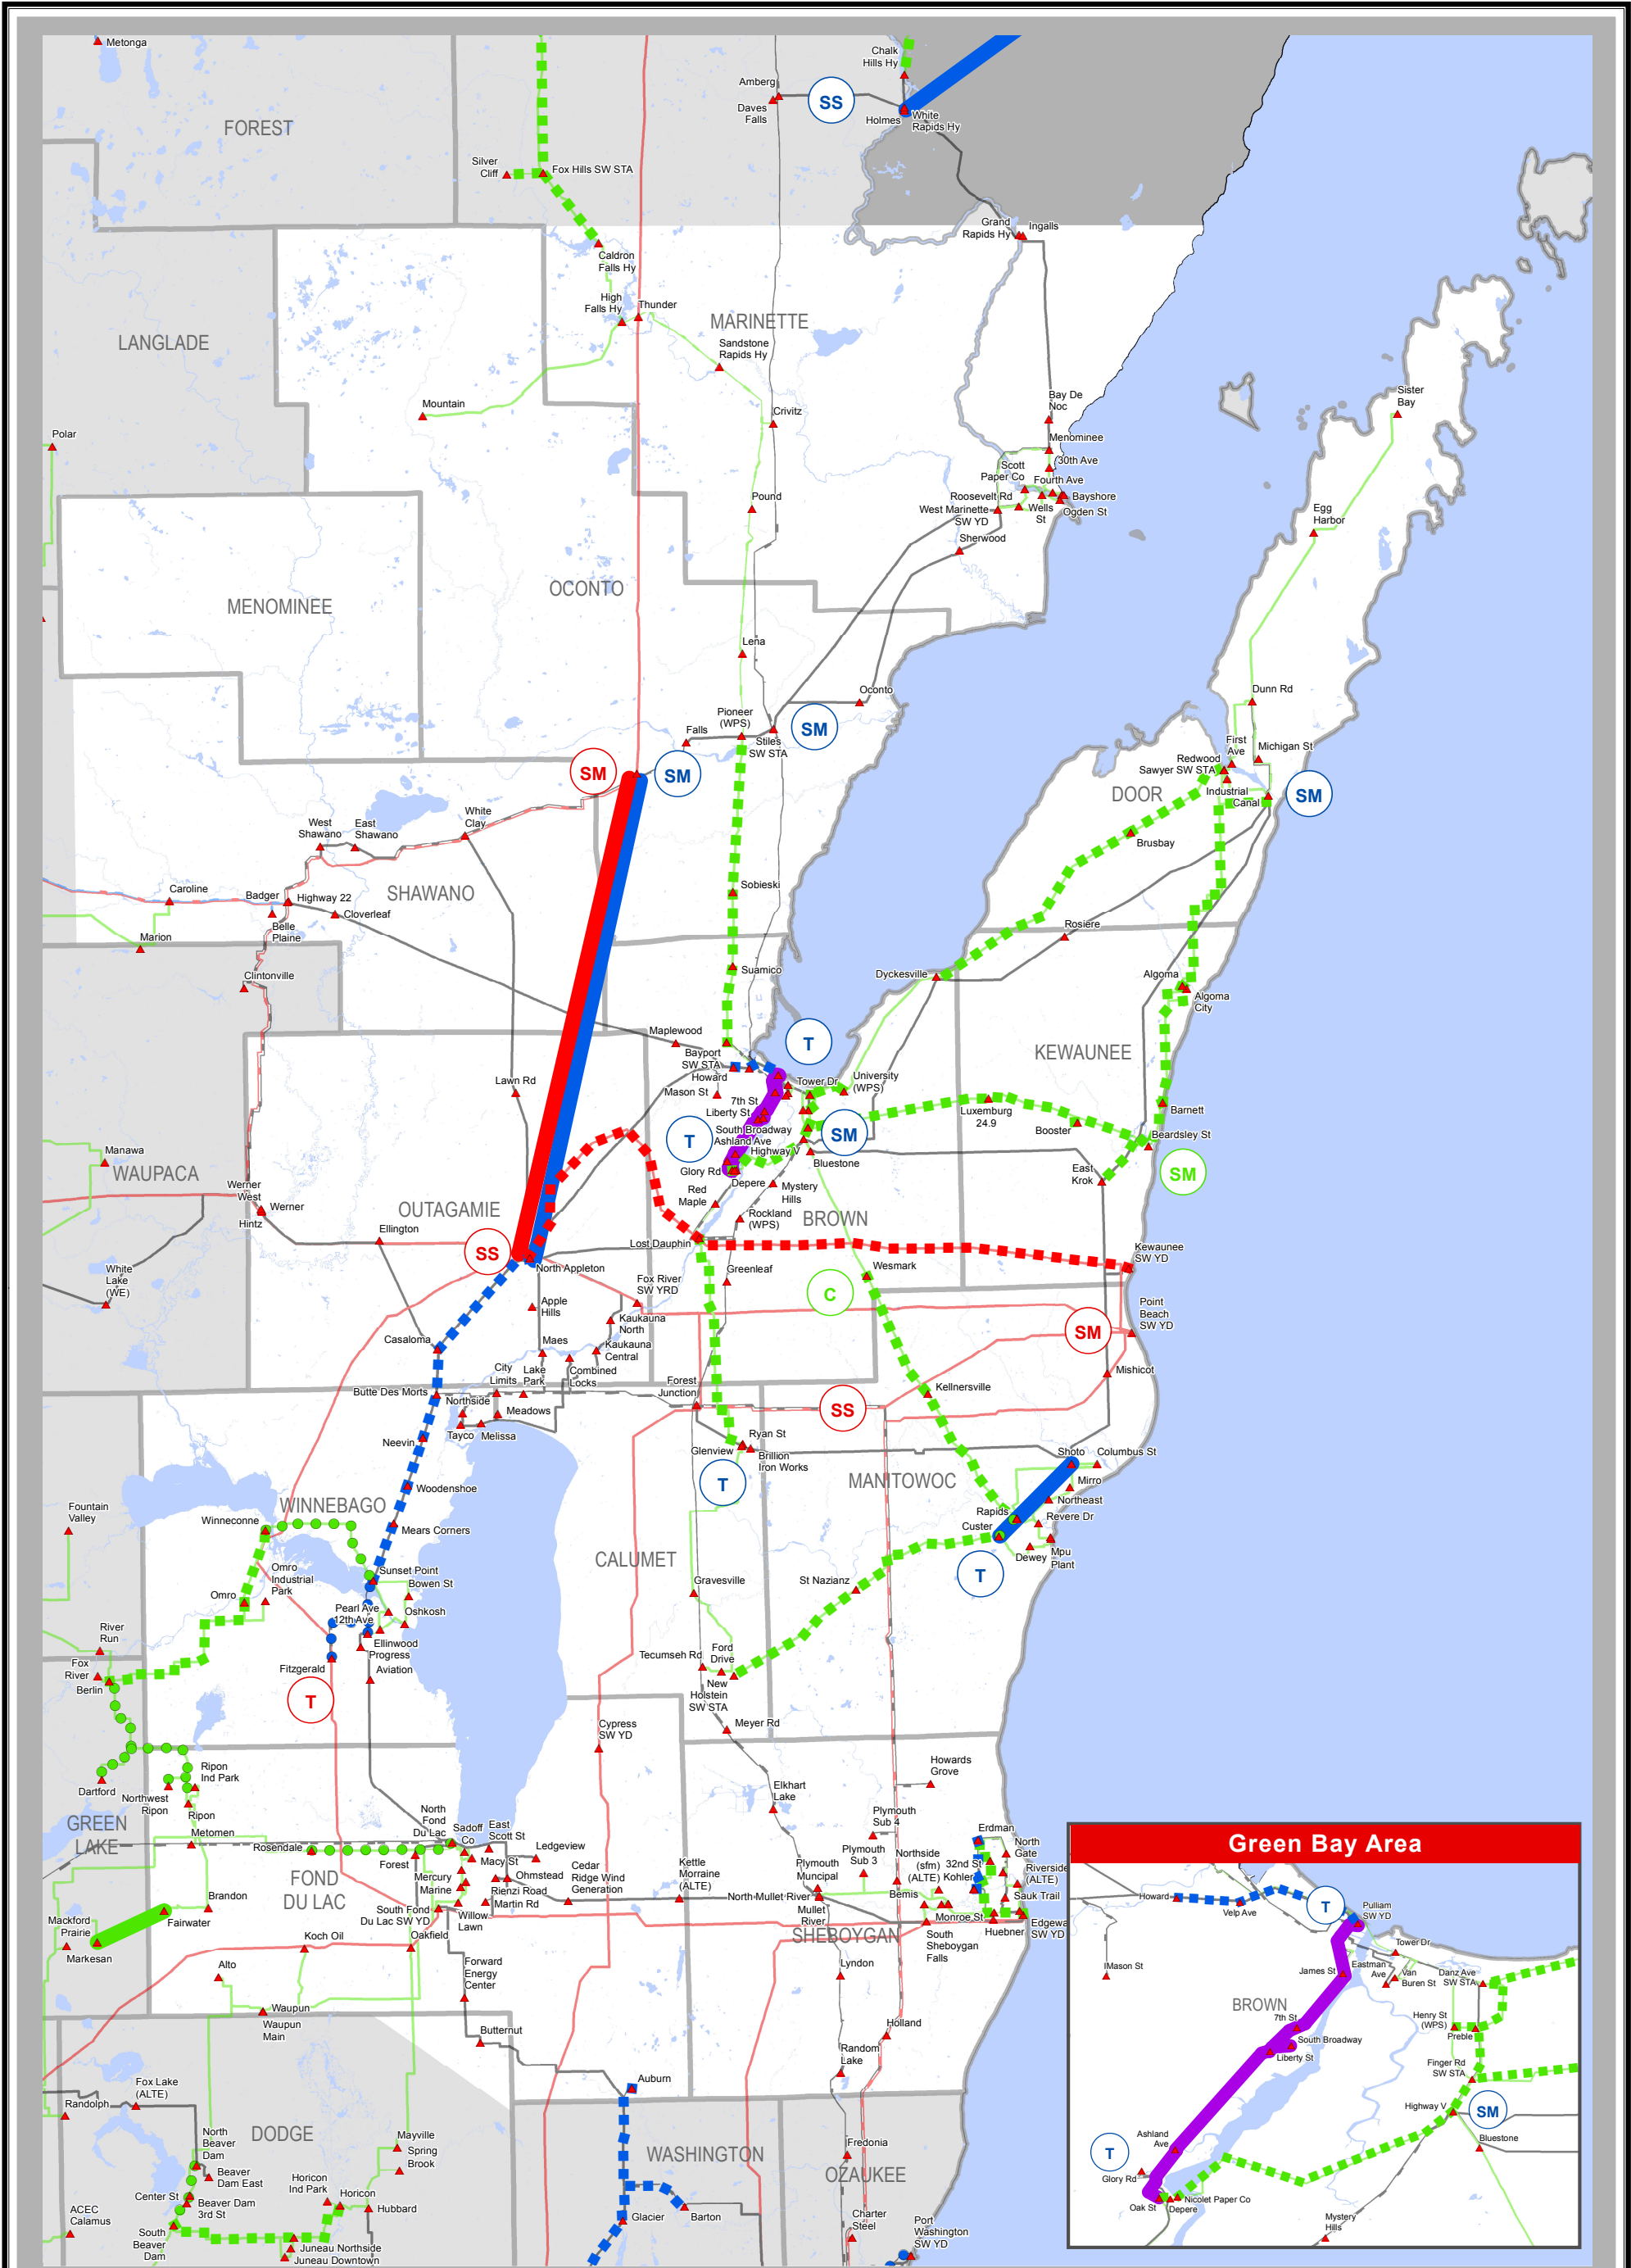 Metonga
Chalk
Hills Hy
Amberg
Daves
Falls
SS
Holmes
White
Rapids Hy
FOREST
Silver
Cliff
Fox Hills SW STA
Grand
Rapids Hy
Ingalls
Caldron
Falls Hy
High
Falls Hy
Thunder
MARINETTE
LANGLADE
Sandstone
Rapids Hy
Mountain
Crivitz
Bay De
Noc
Sister
Bay
Polar
Menominee
30th Ave
Scott
Paper Co
Fourth Ave
Roosevelt Rd
Bayshore
West Marinette
SW YD
Wells
St
Ogden St
Pound
Egg
Harbor
Sherwood
OCONTO
MENOMINEE
Lena
Oconto
Dunn Rd
Pioneer
(WPS)
Falls
Stiles
SW STA
SM
First
Ave
Michigan St
Redwood
Sawyer SW STA
SM
SM
Industrial
Canal
SM
DOOR
White
Clay
West
Shawano
East
Shawano
Brusbay
Caroline
Badger
Highway 22
SHAWANO
Sobieski
Cloverleaf
Belle
Plaine
Marion
Rosiere
Clintonville
Suamico
Dyckesville
Algoma
Algoma
City
Maplewood
T
KEWAUNEE
Bayport
SW STA
Howard
Lawn Rd
Mason St
Tower Dr
University
(WPS)
7th St
Liberty St
Luxemburg
24.9
Barnett
Booster
T
South Broadway
Ashland Ave
SM
Beardsley St
Highway V
Bluestone
Manawa
WAUPACA
Glory Rd
Depere
East
Krok
SM
Mystery
Hills
Red
Maple
Werner
West
Werner
Hintz
OUTAGAMIE
Rockland
(WPS)
BROWN
Ellington
SS
Lost Dauphin
Kewaunee
SW YD
North Appleton
Greenleaf
Wesmark
White
Lake
(WE)
Fox River
SW YRD
C
Apple
Hills
Kaukauna
North
Point
Beach
SW YD
SM
Casaloma
Maes
Kaukauna
Central
Combined
Locks
City
Limits
Lake
Park
Mishicot
Butte Des Morts
Forest
Junction
Kellnersville
Northside
Meadows
SS
Tayco
Melissa
Neevin
Ryan St
Glenview
Brillion
Iron Works
Shoto
Columbus St
T
MANITOWOC
Mirro
Woodenshoe
Northeast
WINNEBAGO
Fountain
Valley
Winneconne
Mears Corners
Rapids
Revere Dr
Custer
Dewey
Mpu
Plant
CALUMET
T
Omro
Industrial
Park
Sunset Point
Bowen St
Gravesville
St Nazianz
Omro
Pearl Ave
12th Ave
Oshkosh
River
Run
Ellinwood
Progress
Fox
River
Berlin
Fitzgerald
Aviation
Tecumseh Rd
Ford
Drive
New
Holstein
SW STA
T
Cypress
SW YD
Meyer Rd
Howards
Grove
Ripon
Ind Park
Dartford
Northwest
Ripon
Ripon
Elkhart
Lake
GREEN
LAKE
Metomen
North
Fond
Du Lac
Sadoff
Co
East
Scott St
Plymouth
Sub 4
Erdman
North
Gate
Rosendale
Forest
Macy St
Ledgeview
Plymouth
Sub 3
Northside
(sfm)
(ALTE)
32nd St
Kohler
Riverside
(ALTE)
FOND
DU LAC
Mercury
Marine
Ohmstead
Rienzi Road
Martin Rd
Cedar
Ridge Wind
Generation
Kettle
Morraine
(ALTE)
Plymouth
Muncipal
North Mullet River
Mullet
River
Bemis
Sauk Trail
Brandon
Fairwater
Mackford
Prairie
Markesan
South Fond
Du Lac SW YD
Willow
Lawn
Monroe St
Huebner
Edgewa
SW YD
Koch Oil
Oakfield
SHEBOYGAN
South
Sheboygan
Falls
Alto
Forward
Energy
Center
Lyndon
Waupun
Waupun
Main
Butternut
Holland
Random
Lake
Fox Lake
(ALTE)
Randolph
Auburn
North
Beaver
Dam
DODGE
Mayville
Spring
Brook
WASHINGTON
Fredonia
Beaver
Dam East
Horicon
Ind Park
Horicon
OZAUKEE
Center St
Beaver Dam
3rd St
Hubbard
ACEC
Calamus
Glacier
Barton
Charter
Steel
Port
Washington
SW YD
South
Beaver
Dam
Juneau Northside
Juneau Downtown
Green Bay Area
Howard
Velp Ave
T
Pulliam
SW YD
Tower Dr
Mason St
James St
Eastman
Ave
Van
Buren St
Danz Ave
SW STA
BROWN
7th St
Henry St
(WPS)
Preble
South Broadway
Liberty St
Finger Rd
SW STA
Highway V
SM
Bluestone
Ashland
Ave
T
Glory Rd
Oak St
Depere
Nicolet Paper Co
Mystery
Hills